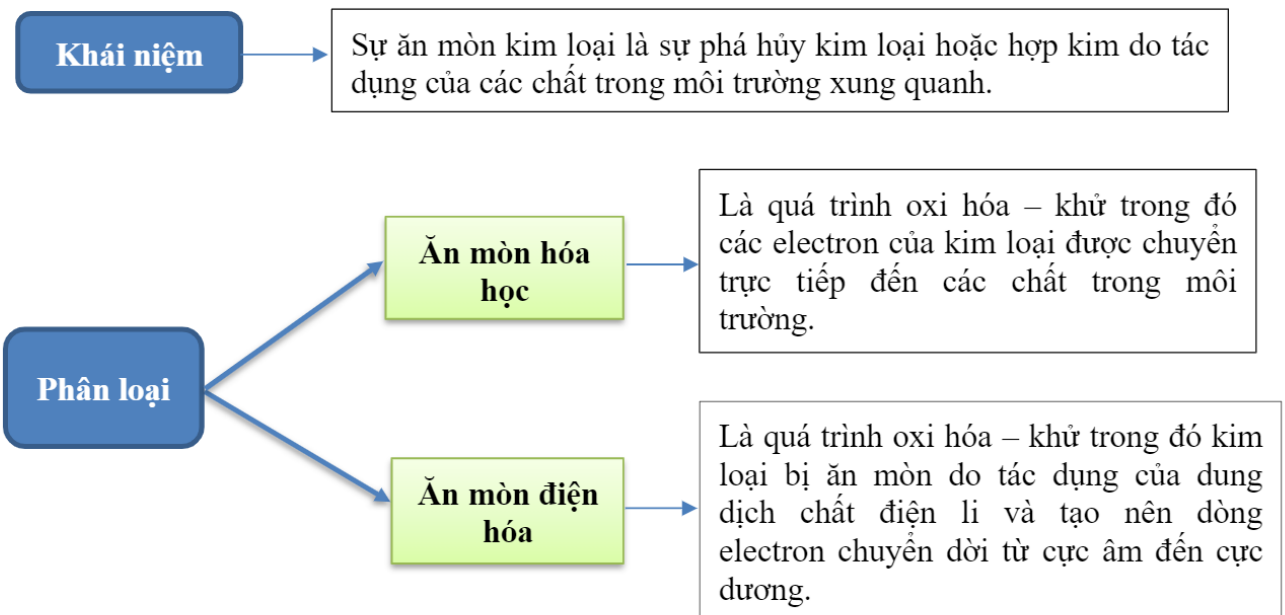 Khái niệm
Sự ăn mòn kim loại là sự phá hủy kim loại hoặc hợp kim do tác
dụng của các chất trong môi trường xung quanh.
Phân loại
Ăn mòn hóa
học
Là quá trình oxi hóa – khử trong đó
các electron của kim loại được chuyển
trực tiếp đến các chất trong môi
trường.
Ăn mòn điện
hóa
Là quá trình oxi hóa – khử trong đó kim
loại bị ăn mòn do tác dụng của dung
dịch chất điện li và tạo nên dòng
electron chuyển dời từ cực âm đến cực
dương.